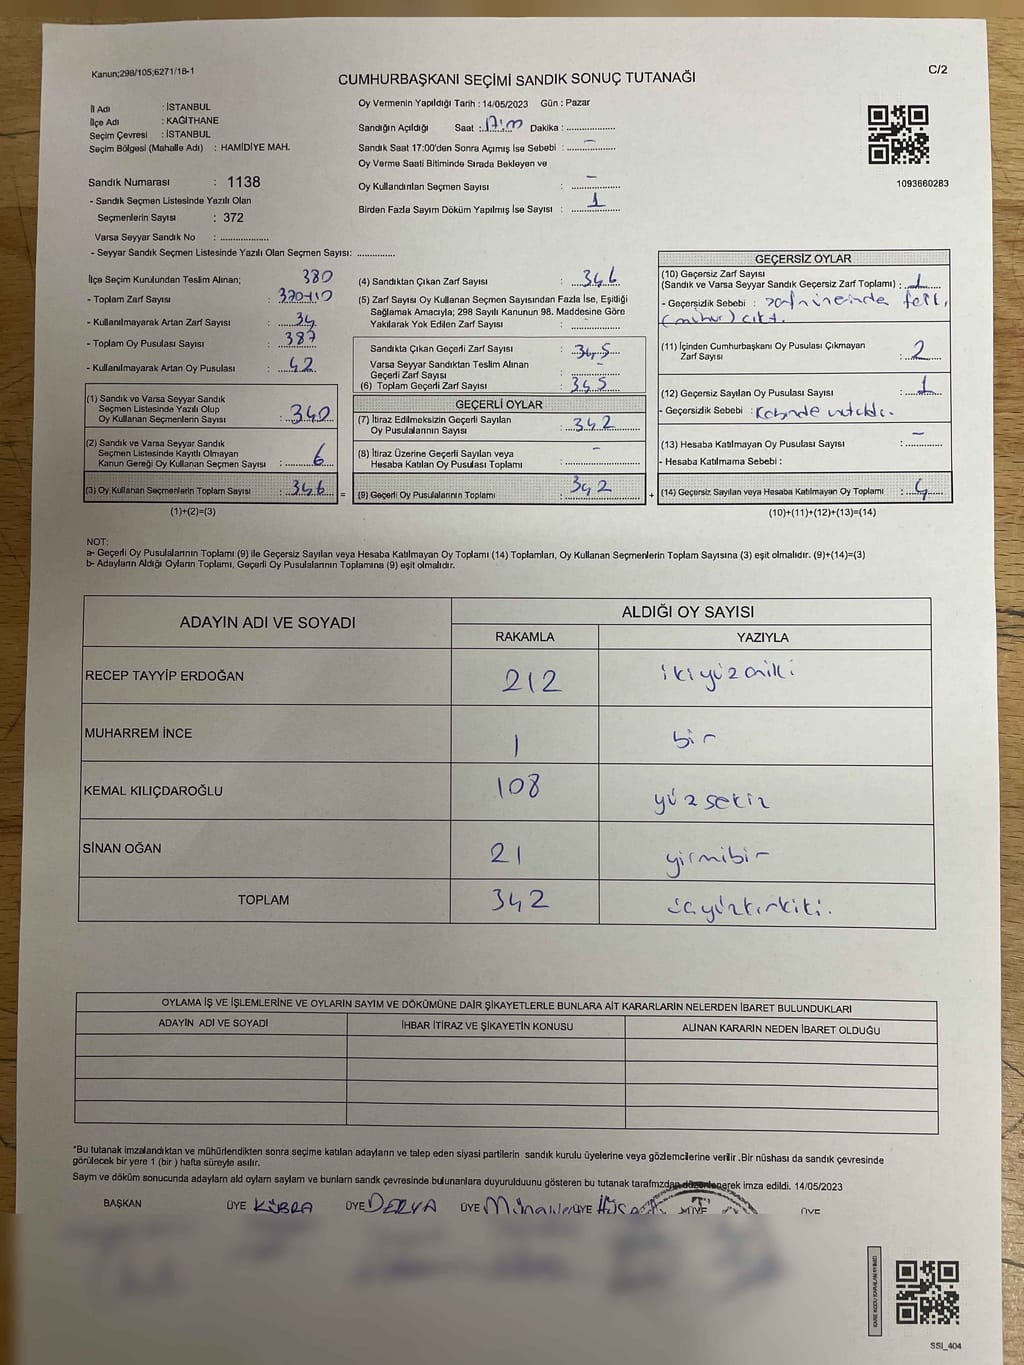 Kanun;298/105;6271/18-1
C/2
CUMHURBAŞKANI SEÇİMİ SANDIK SONUÇ TUTANAĞI
İl Adı : İSTANBUL
İlçe Adı : KAĞITHANE
Seçim Çevresi : İSTANBUL
Seçim Bölgesi (Mahalle Adı) : HAMİDİYE MAH.
Sandık Numarası : 1138
- Sandık Seçmen Listesinde Yazılı Olan
Seçmenlerin Sayısı : 372
Varsa Seyyar Sandık No : ....................
- Seyyar Sandık Seçmen Listesinde Yazılı Olan Seçmen Sayısı: ...............
Oy Vermenin Yapıldığı Tarih : 14/05/2023 Gün : Pazar
Sandığın Açıldığı Saat : Dakika : ...................
Sandık Saat 17:00'den Sonra Açımış İse Sebebi : -
Oy Verme Saati Bitiminde Sırada Bekleyen ve
Oy Kullandırılan Seçmen Sayısı : -
Birden Fazla Sayım Döküm Yapılmış İse Sayısı : 1
1093660283
İlçe Seçim Kurulundan Teslim Alınan; 380
- Toplam Zarf Sayısı : 370+10
- Kullanılmayarak Artan Zarf Sayısı : 34
- Toplam Oy Pusulası Sayısı : 387
- Kullanılmayarak Artan Oy Pusulası : 42
(1) Sandık ve Varsa Seyyar Sandık
Seçmen Listesinde Yazılı Olup
Oy Kullanan Seçmenlerin Sayısı : 340
(2) Sandık ve Varsa Seyyar Sandık
Seçmen Listesinde Kayıtlı Olmayan
Kanun Gereği Oy Kullanan Seçmen Sayısı : 6
(3) Oy Kullanan Seçmenlerin Toplam Sayısı : 346 =
(1)+(2)=(3)
(4) Sandıktan Çıkan Zarf Sayısı : 346
(5) Zarf Sayısı Oy Kullanan Seçmen Sayısından Fazla İse, Eşitliği
Sağlamak Amacıyla; 298 Sayılı Kanunun 98. Maddesine Göre
Yakılarak Yok Edilen Zarf Sayısı : ...................
Sandıkta Çıkan Geçerli Zarf Sayısı : 345
Varsa Seyyar Sandıktan Teslim Alınan
Geçerli Zarf Sayısı : -
(6) Toplam Geçerli Zarf Sayısı : 345
GEÇERLİ OYLAR
(7) İtiraz Edilmeksizin Geçerli Sayılan
Oy Pusulalarının Sayısı : 342
(8) İtiraz Üzerine Geçerli Sayılan veya
Hesaba Katılan Oy Pusulası Toplamı : -
(9) Geçerli Oy Pusulalarının Toplamı : 342 +
GEÇERSİZ OYLAR
(10) Geçersiz Zarf Sayısı
(Sandık ve Varsa Seyyar Sandık Geçersiz Zarf Toplamı) : 1
- Geçersizlik Sebebi :
(mühür) çıktı.
(11) İçinden Cumhurbaşkanı Oy Pusulası Çıkmayan
Zarf Sayısı : 2
(12) Geçersiz Sayılan Oy Pusulası Sayısı : 1
- Geçersizlik Sebebi :
(13) Hesaba Katılmayan Oy Pusulası Sayısı : -
- Hesaba Katılmama Sebebi :
(14) Geçersiz Sayılan veya Hesaba Katılmayan Oy Toplamı : 4
(10)+(11)+(12)+(13)=(14)
NOT:
a- Geçerli Oy Pusulalarının Toplamı (9) ile Geçersiz Sayılan veya Hesaba Katılmayan Oy Toplamı (14) Toplamları, Oy Kullanan Seçmenlerin Toplam Sayısına (3) eşit olmalıdır. (9)+(14)=(3)
b- Adayların Aldığı Oyların Toplamı, Geçerli Oy Pusulalarının Toplamına (9) eşit olmalıdır.
ADAYIN ADI VE SOYADI
ALDIĞI OY SAYISI
RAKAMLA YAZIYLA
RECEP TAYYİP ERDOĞAN 212 ikiyüzoniki
MUHARREM İNCE 1 bir
KEMAL KILIÇDAROĞLU 108 yüzsekiz
SİNAN OĞAN 21 yirmibir
TOPLAM 342 üçyüzkırkiki.
OYLAMA İŞ VE İŞLEMLERİNE VE OYLARIN SAYIM VE DÖKÜMÜNE DAİR ŞİKAYETLERLE BUNLARA AİT KARARLARIN NELERDEN İBARET BULUNDUKLARI
ADAYIN ADI VE SOYADI İHBAR İTİRAZ VE ŞİKAYETİN KONUSU ALINAN KARARIN NEDEN İBARET OLDUĞU
*Bu tutanak imzalandıktan ve mühürlendikten sonra seçime katılan adayların ve talep eden siyasi partilerin sandık kurulu üyelerine veya gözlemcilerine verilir .Bir nüshası da sandık çevresinde
görülecek bir yere 1 (bir ) hafta süreyle asılır.
Sayım ve döküm sonucunda adayların aldı oyların sayların ve bunların sandık çevresinde bulunanlara duyurulduunu gösteren bu tutanak tarafımzdan düzenlenerek imza edildi. 14/05/2023
BAŞKAN ÜYE KÜBRA ÜYE DERYA ÜYE ÜYE ÜYE ÜYE
KARE KODU KARALAMAYINIZ
SSI_404